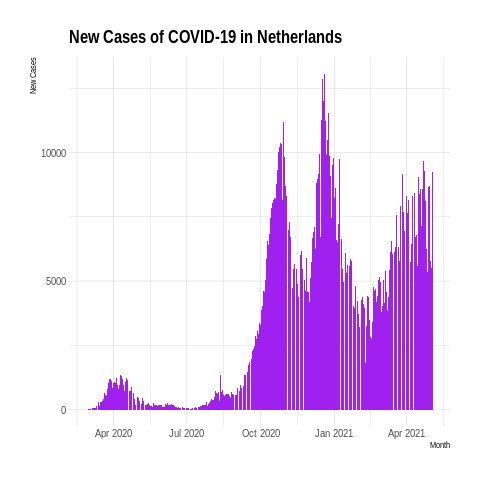 New Cases of COVID-19 in Netherlands
New Cases
10000
5000
0
Apr 2020 Jul 2020 Oct 2020 Jan 2021 Apr 2021
Month